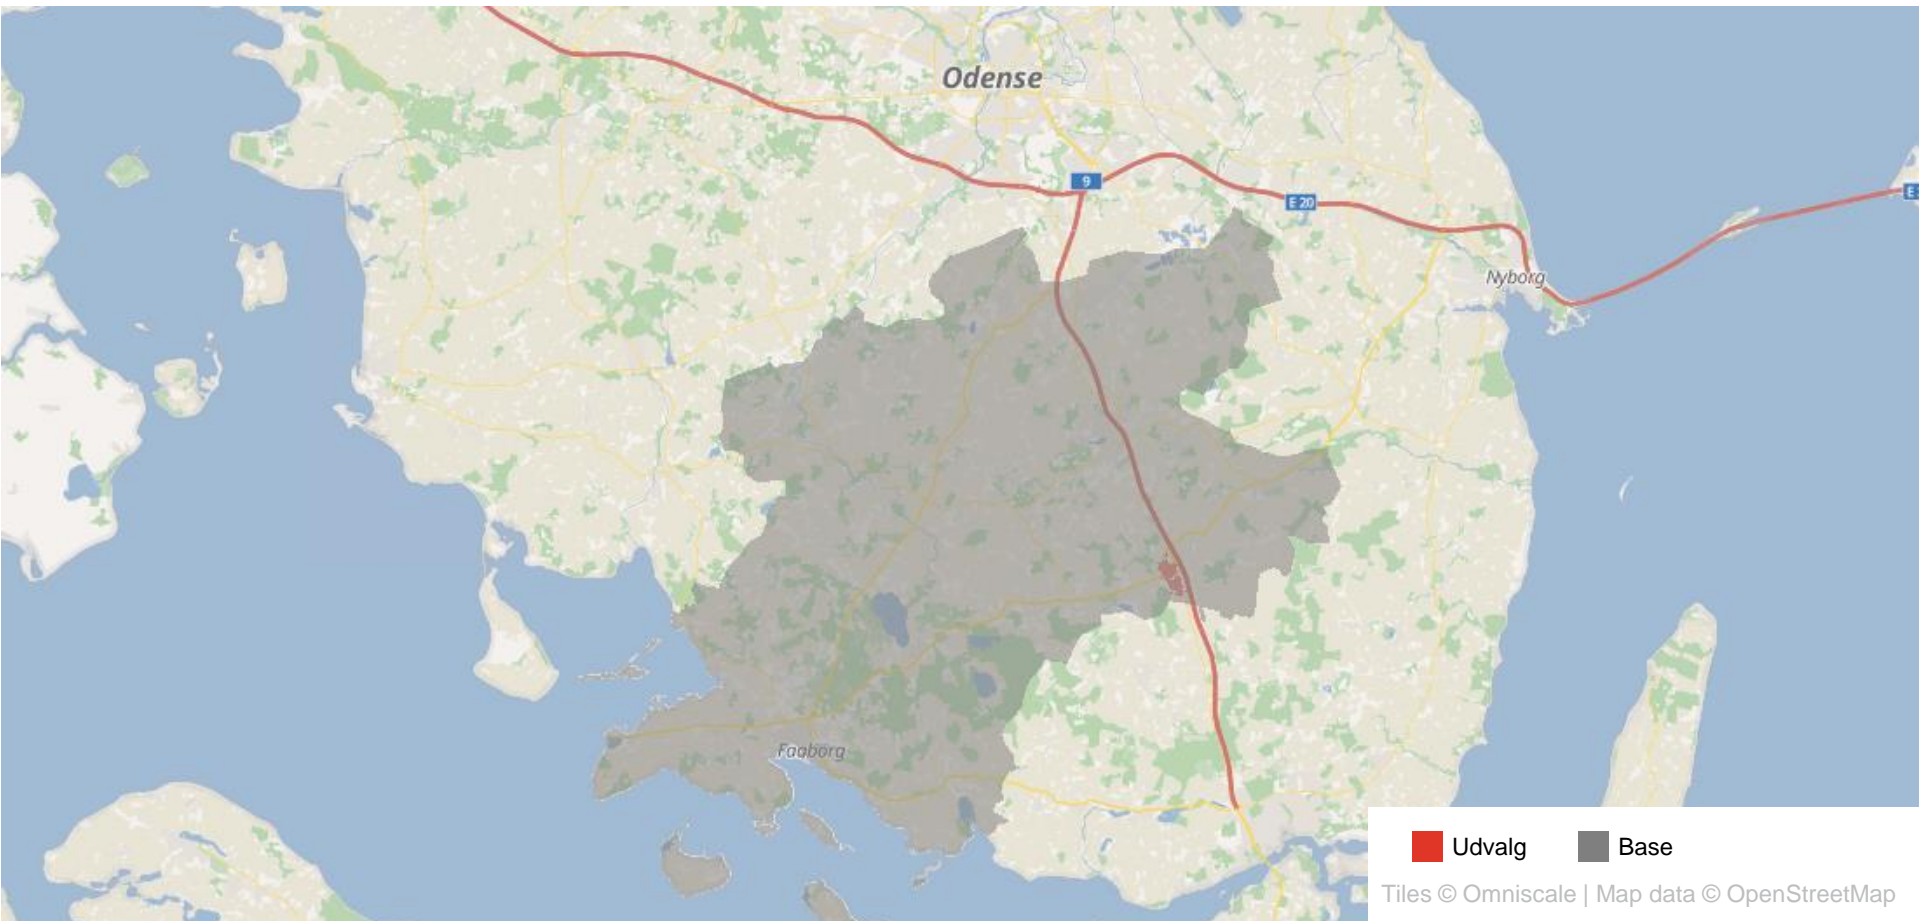 Odense
9
E 20
E
Nyborg
Faaborg
Udvalg
Base
Tiles © Omniscale | Map data © OpenStreetMap